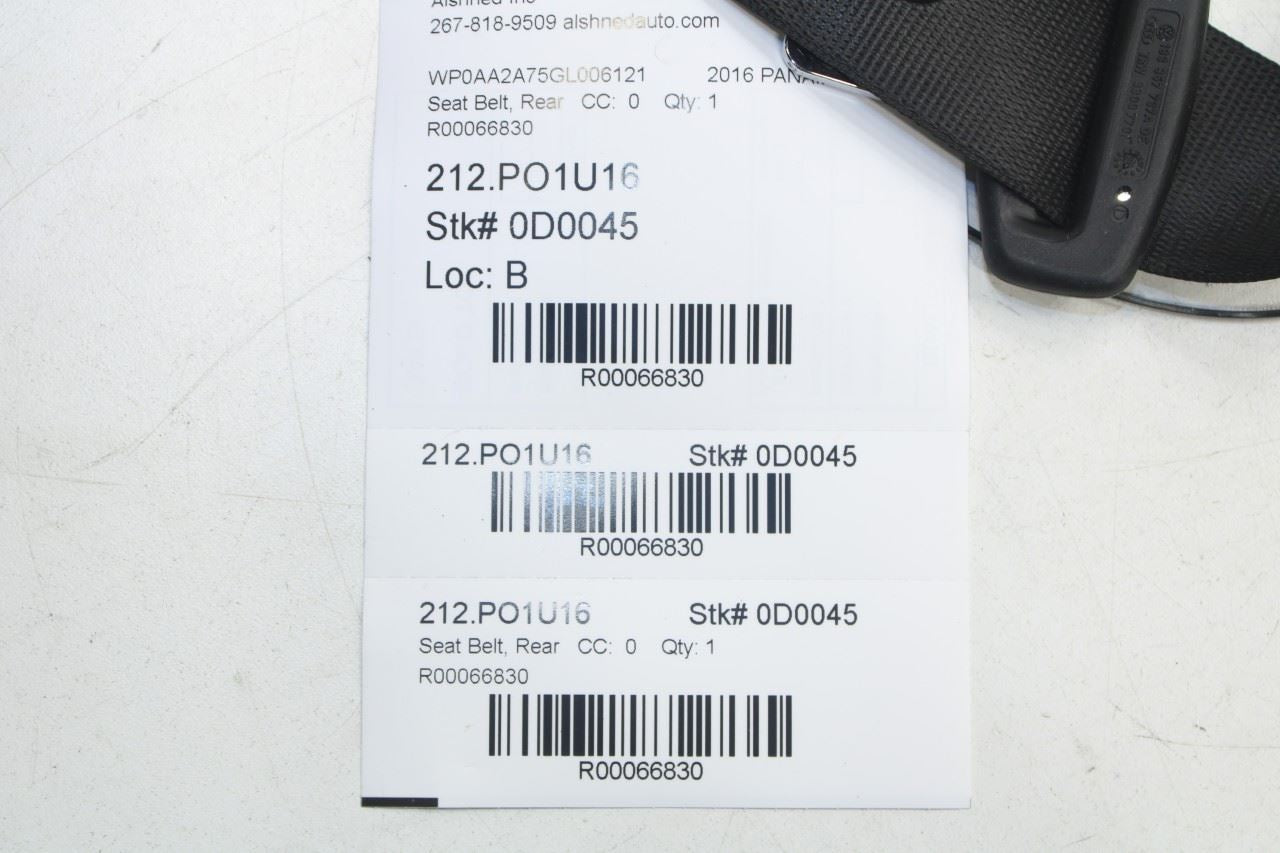 Alshned Inc
267-818-9509 alshnedauto.com
WP0AA2A75GL006121 2016
Seat Belt, Rear CC: 0 Qty: 1
R00066830
212.PO1U16
Stk# 0D0045
Loc: B
R00066830
212.PO1U16 Stk# 0D0045
R00066830
212.PO1U16 Stk# 0D0045
Seat Belt, Rear CC: 0 Qty: 1
R00066830
R00066830